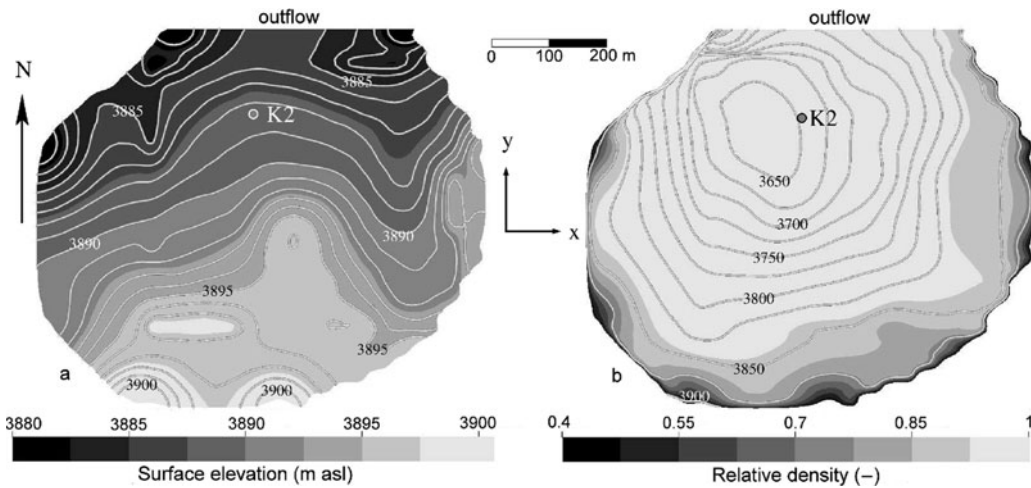 outflow
outflow
0 100 200 m
N
3885
3885
K2
K2
y
x
3650
3700
3890
3890
3750
3895
3800
3895
a
3850
b
3900
3900
3900
3880 3885 3890 3895 3900
0.4 0.55 0.7 0.85 1
Surface elevation (m asl)
Relative density (–)